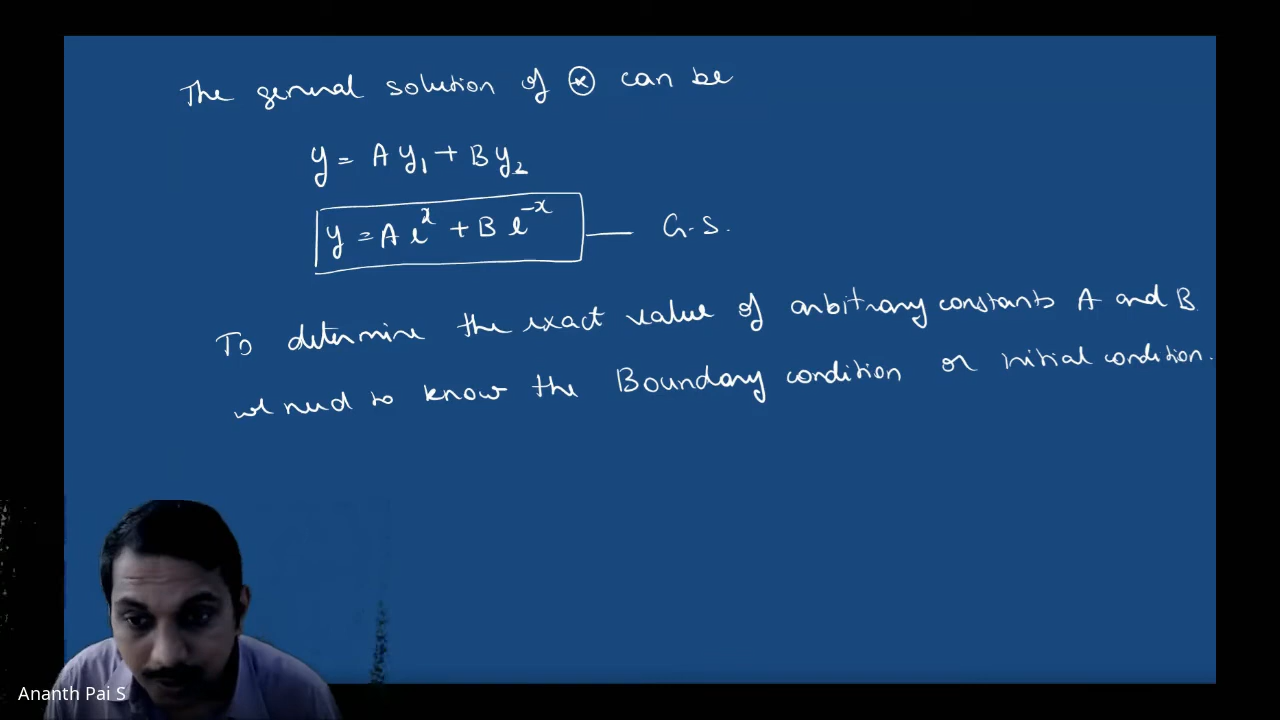 The general solution of ⊛ can be
y = A y₁ + B y₂
y = A eˣ + B e⁻ˣ — G.S.
To determine the exact value of arbitrary constants A and B
we need to know the Boundary condition or initial condition.
Ananth Pai S